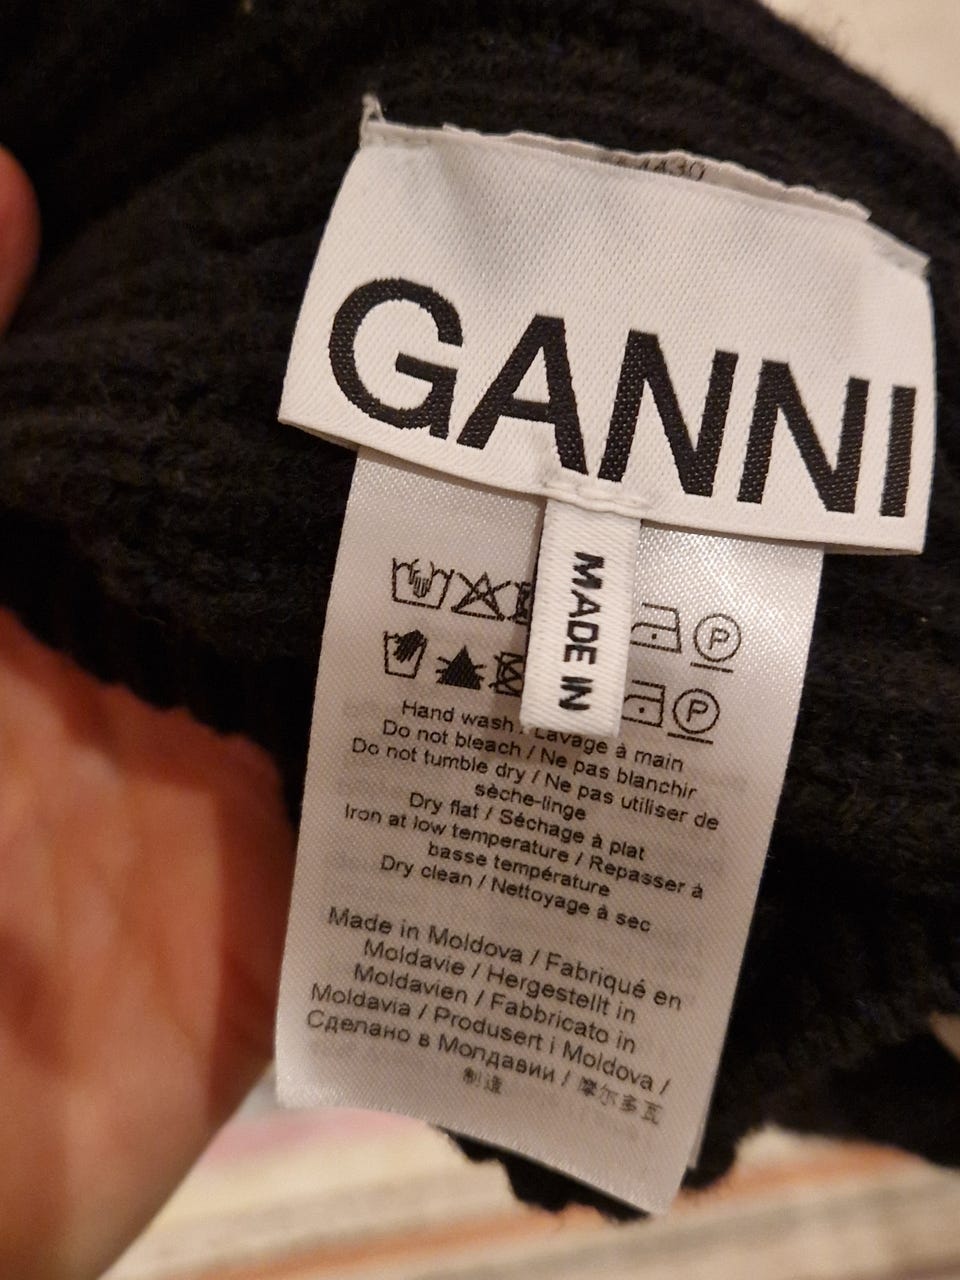 4430
GANNI
MADE IN
P
P
Hand wash / Lavage à main
Do not bleach / Ne pas blanchir
Do not tumble dry / Ne pas utiliser de
sèche-linge
Dry flat / Séchage à plat
Iron at low temperature / Repasser à
basse température
Dry clean / Nettoyage à sec
Made in Moldova / Fabriqué en
Moldavie / Hergestellt in
Moldavien / Fabbricato in
Moldavia / Produsert i Moldova /
Сделано в Молдавии / 摩尔多瓦
制造